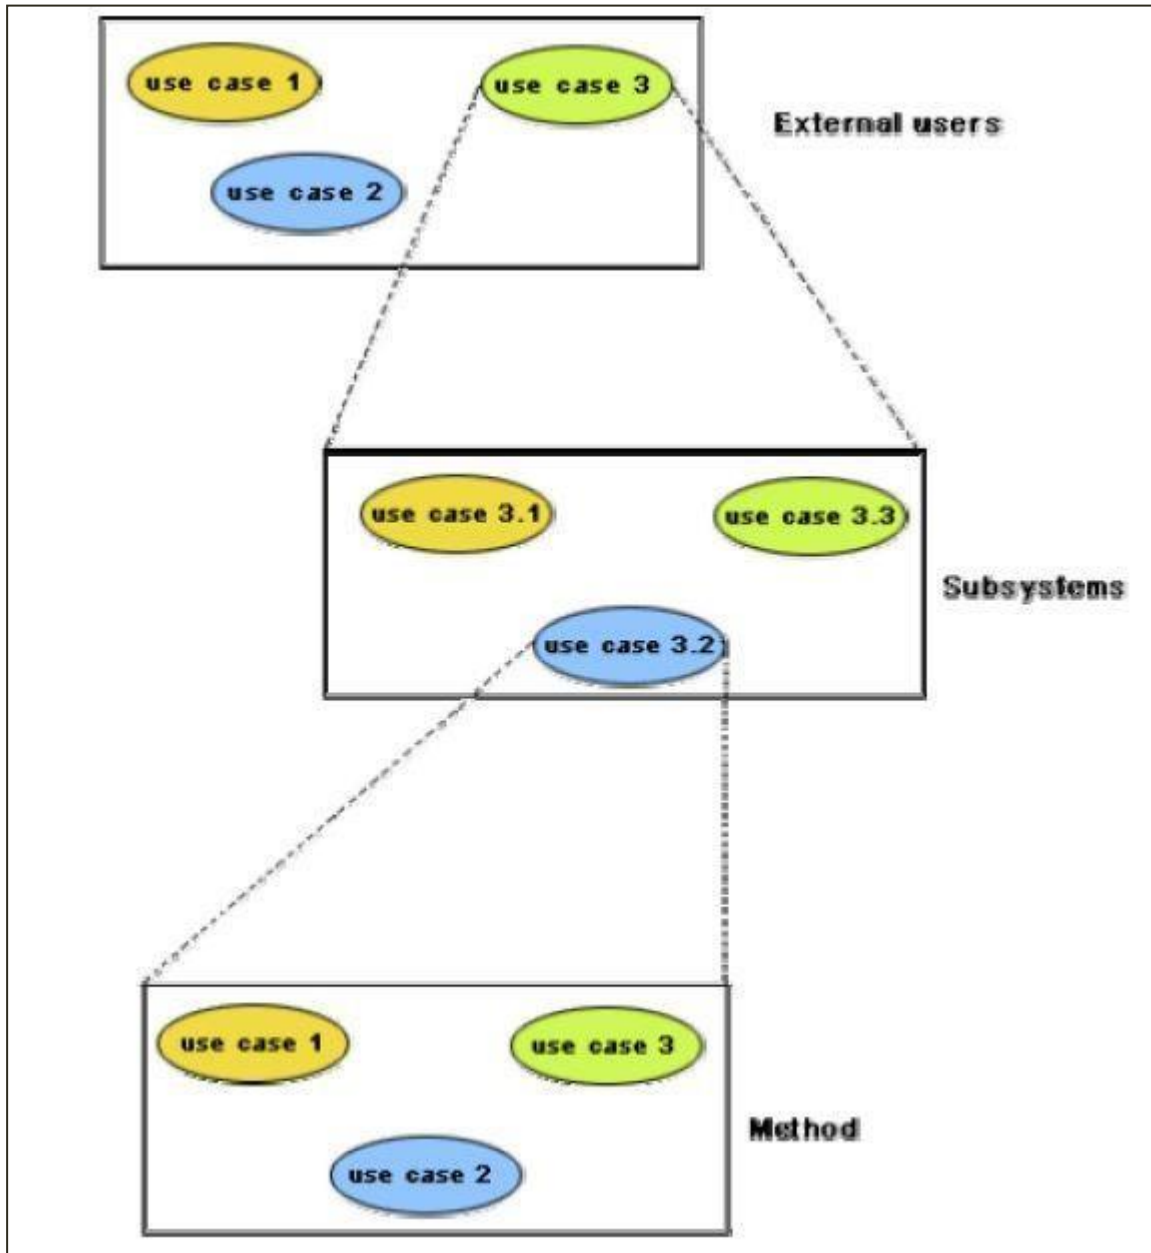 use case 1
use case 3
External users
use case 2
use case 3.1
use case 3.3
Subsystems
use case 3.2
use case 1
use case 3
Method
use case 2